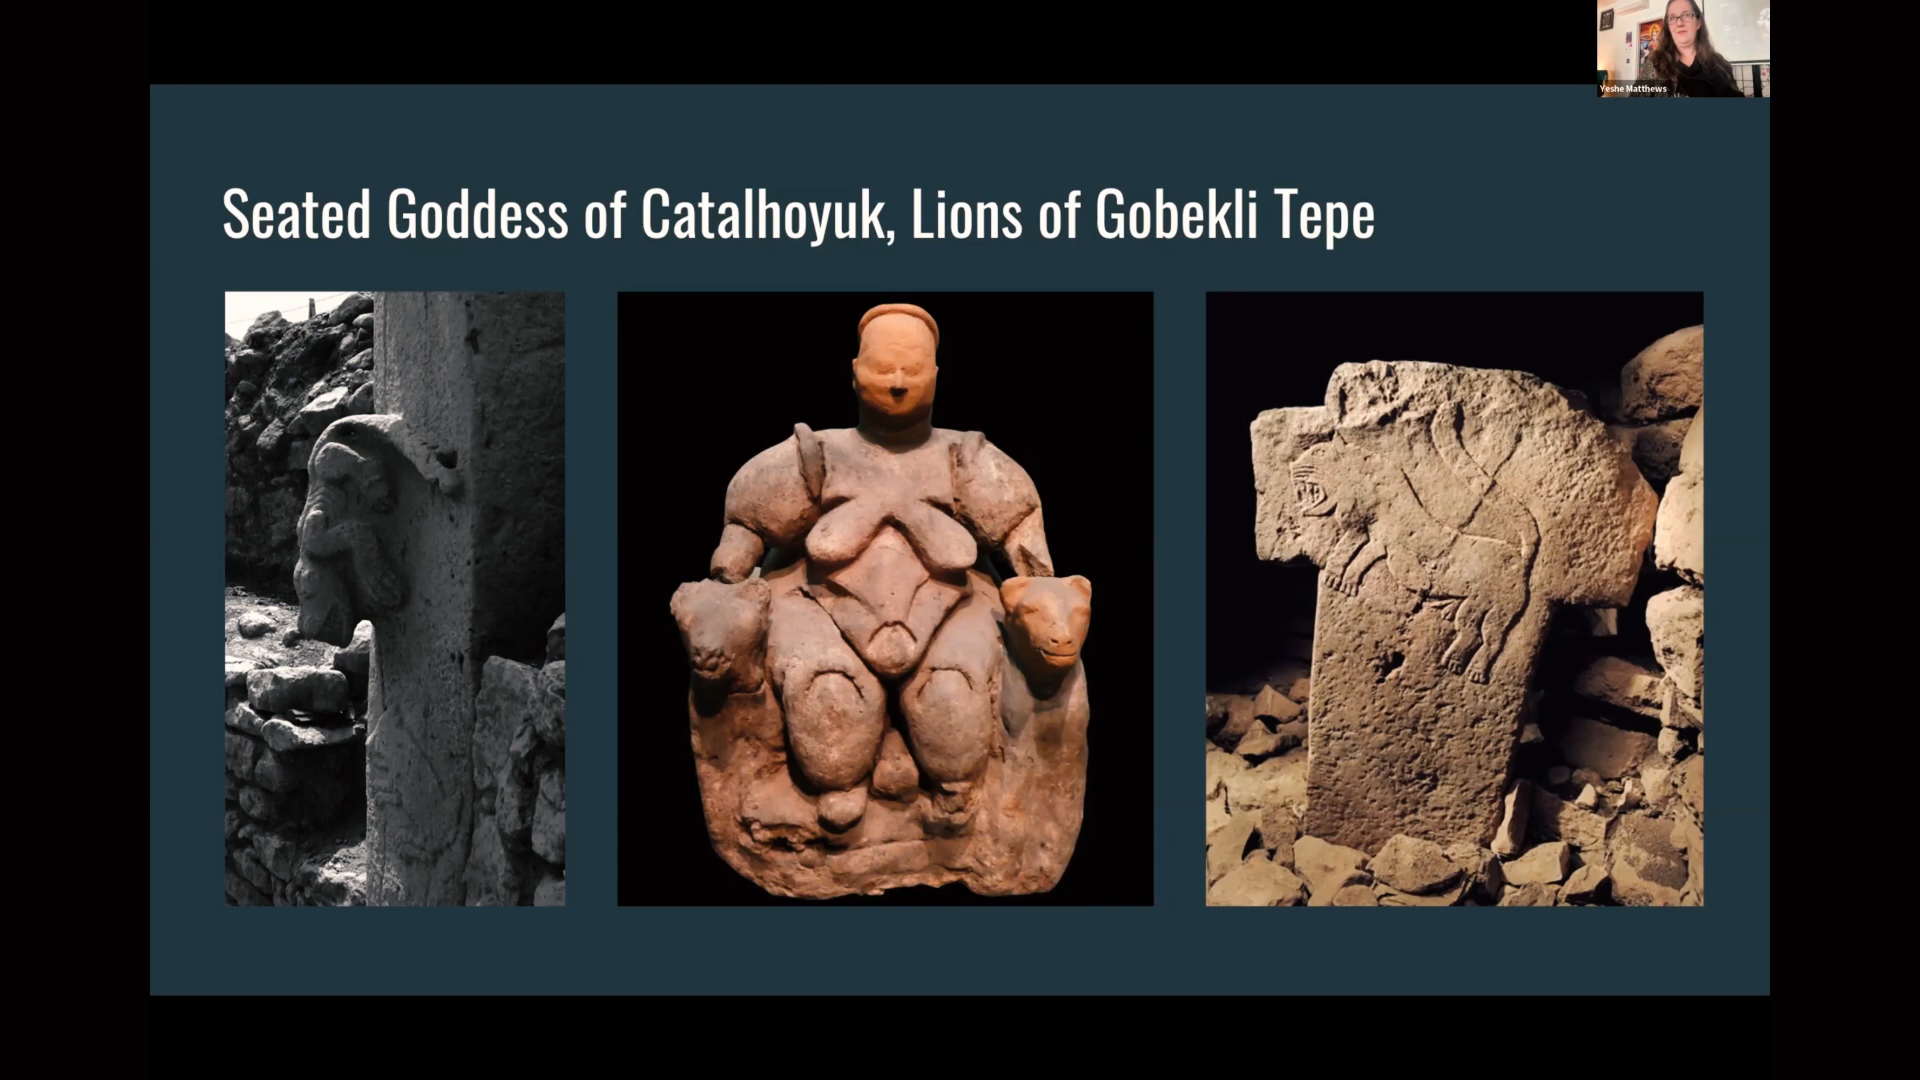 Yeshe Matthews
Seated Goddess of Catalhoyuk, Lions of Gobekli Tepe